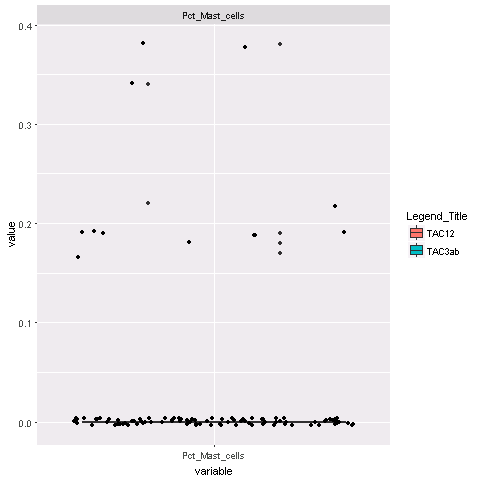 Pct_Mast_cells
0.4
0.3
0.2
0.1
0.0
value
Pct_Mast_cells
variable
Legend_Title
TAC12
TAC3ab